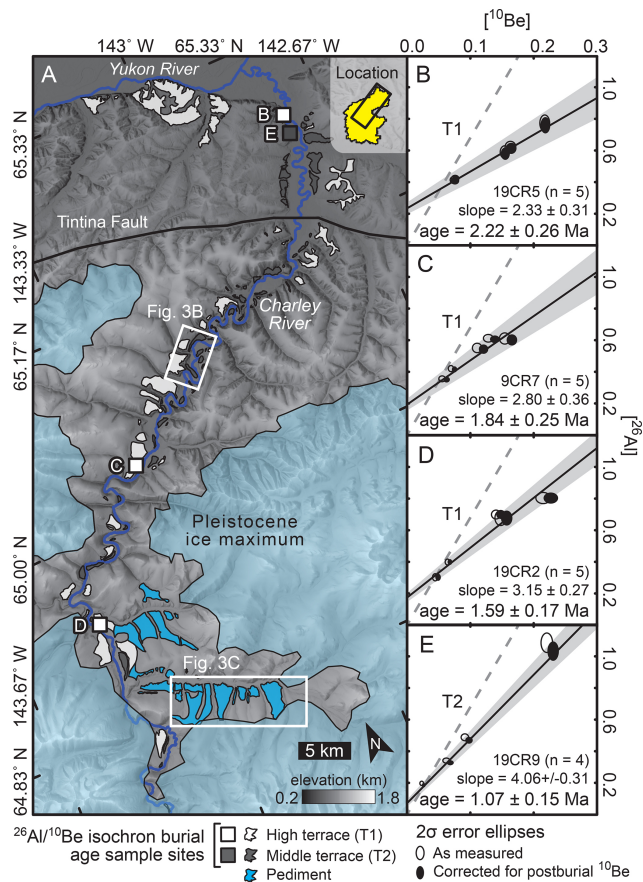 143° W 65.33° N 142.67° W
A
Yukon River
Location
B
E
65.33° N
Tintina Fault
143.33° W
Fig. 3B
Charley
River
65.17° N
C
Pleistocene
ice maximum
65.00° N
D
Fig. 3C
143.67° W
5 km
N
elevation (km)
0.2 1.8
64.83° N
[¹⁰Be]
0.0 0.1 0.2 0.3
B
T1
1.0
0.6
0.2
19CR5 (n = 5)
slope = 2.33 ± 0.31
age = 2.22 ± 0.26 Ma
C
T1
1.0
0.6
0.2
9CR7 (n = 5)
slope = 2.80 ± 0.36
age = 1.84 ± 0.25 Ma
[²⁶Al]
D
T1
1.0
0.6
0.2
19CR2 (n = 5)
slope = 3.15 ± 0.27
age = 1.59 ± 0.17 Ma
E
T2
1.0
0.6
0.2
19CR9 (n = 4)
slope = 4.06+/-0.31
age = 1.07 ± 0.15 Ma
²⁶Al/¹⁰Be isochron burial
age sample sites
High terrace (T1)
Middle terrace (T2)
Pediment
2σ error ellipses
As measured
Corrected for postburial ¹⁰Be